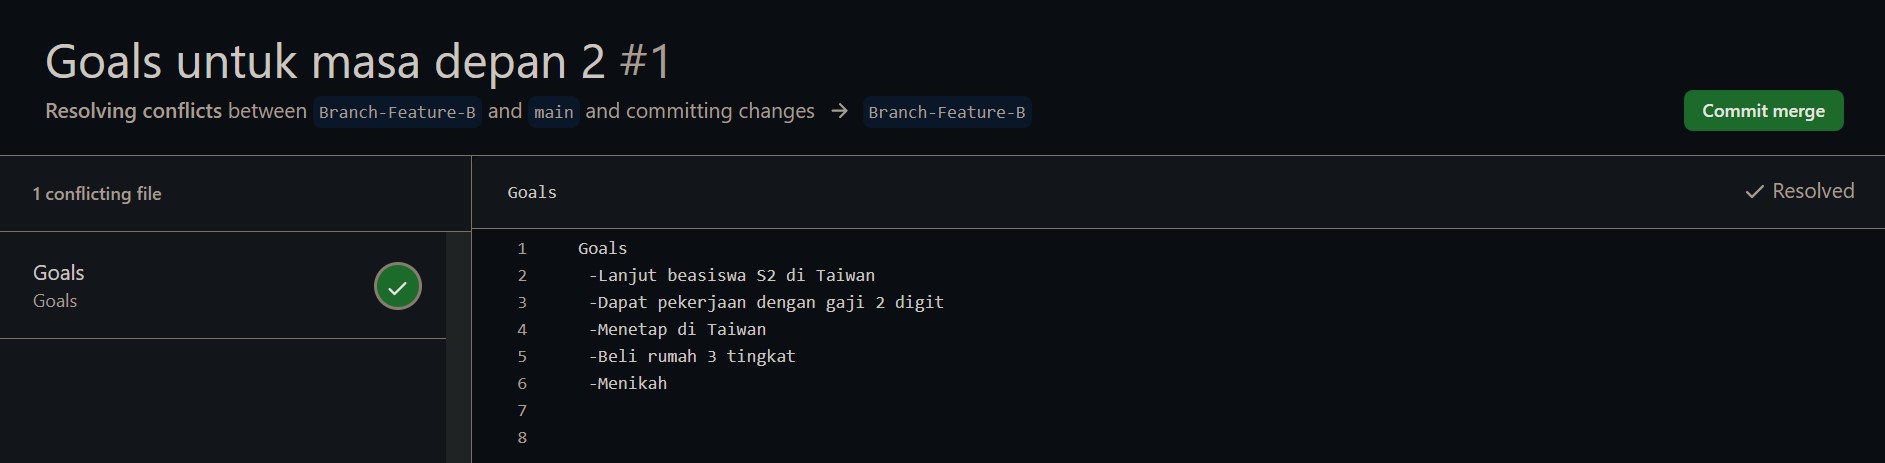 Goals untuk masa depan 2 #1
Resolving conflicts between Branch-Feature-B and main and committing changes → Branch-Feature-B
Commit merge
1 conflicting file
Goals
Resolved
Goals
Goals
1 Goals
2 -Lanjut beasiswa S2 di Taiwan
3 -Dapat pekerjaan dengan gaji 2 digit
4 -Menetap di Taiwan
5 -Beli rumah 3 tingkat
6 -Menikah
7
8